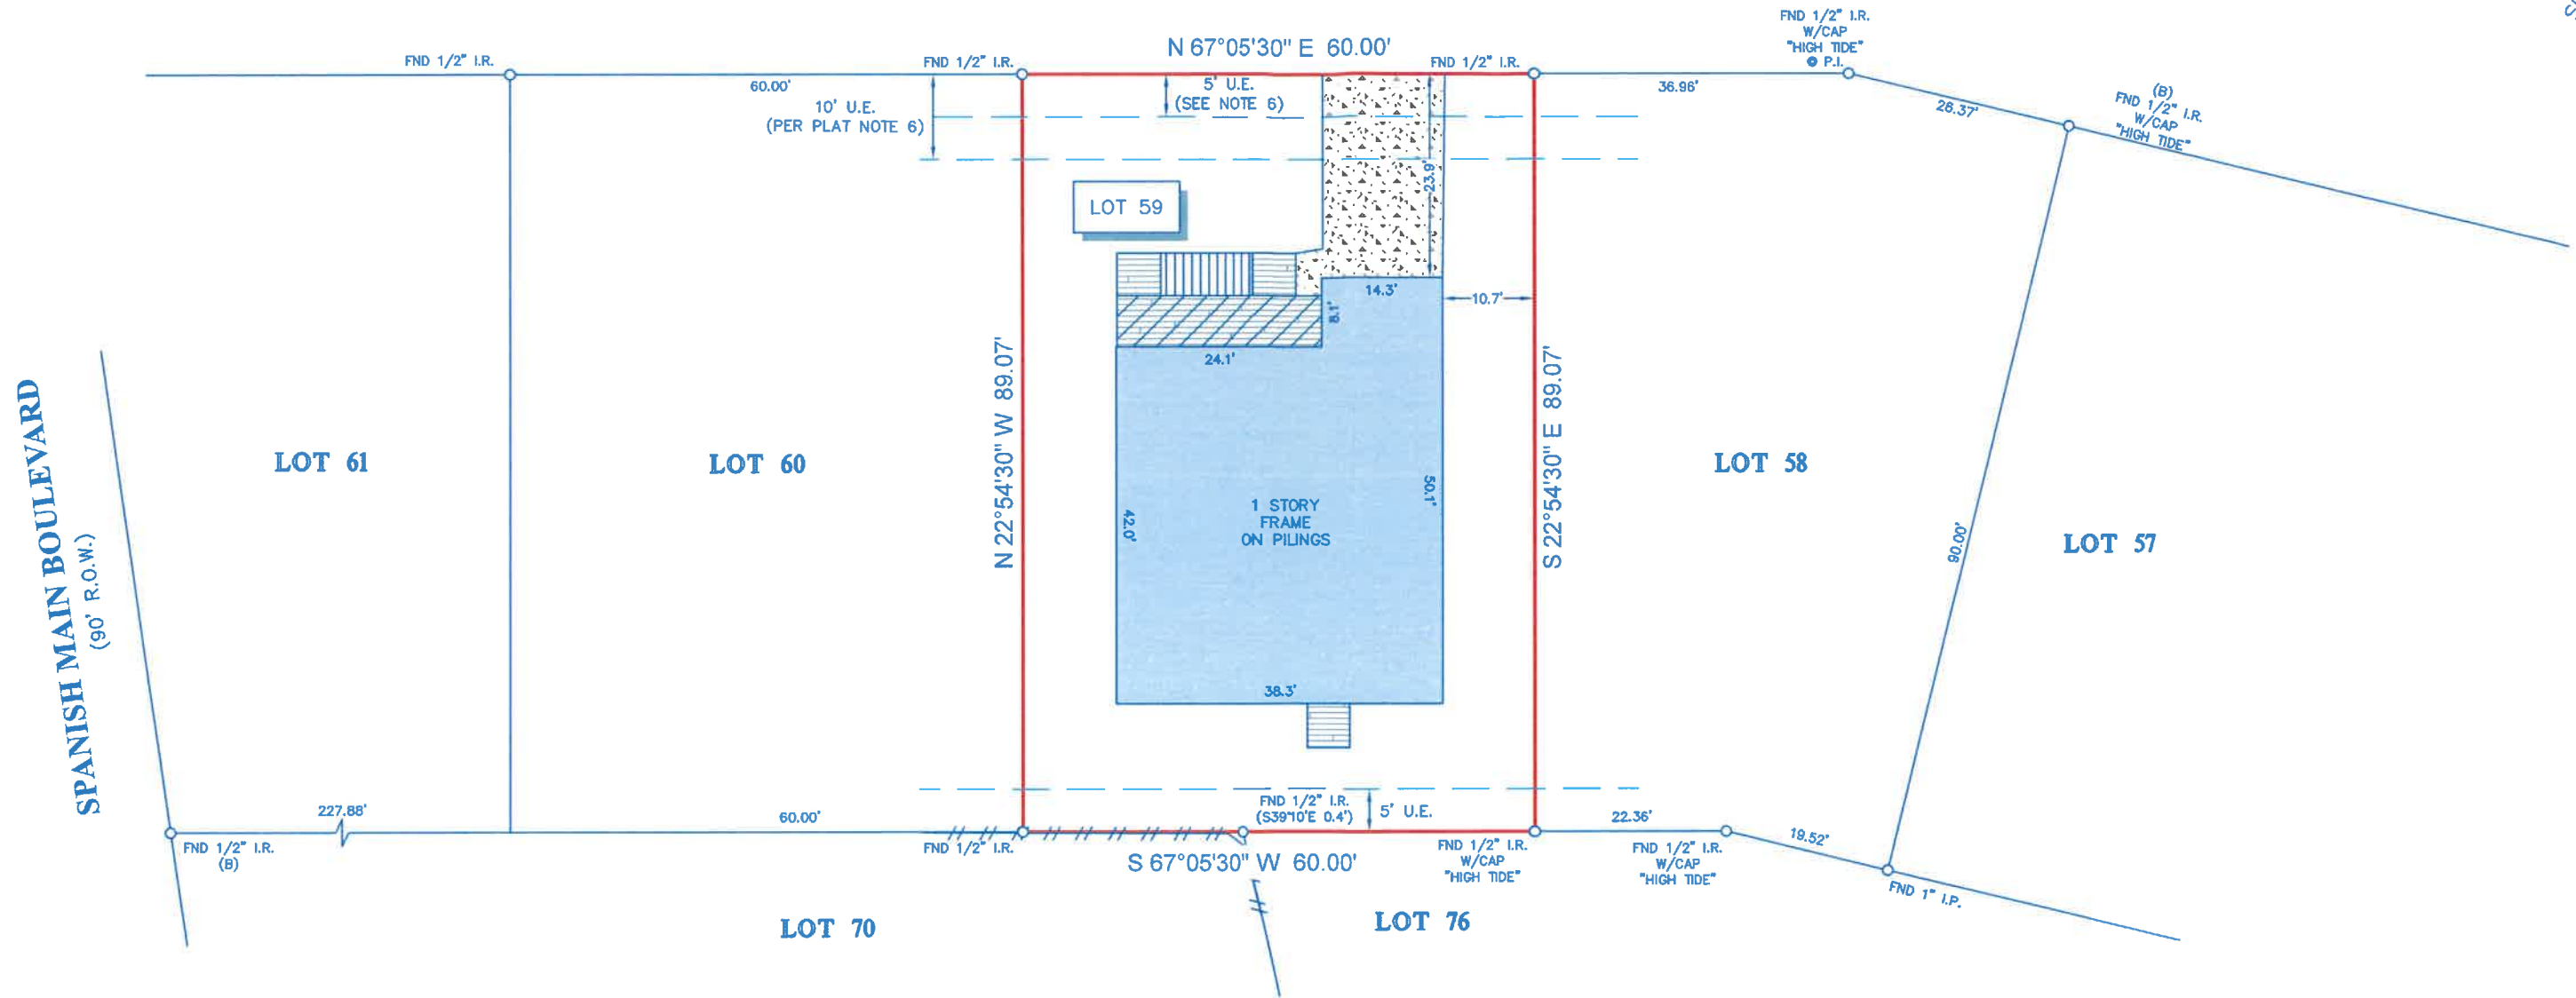 FND 1/2" I.R.
W/CAP
"HIGH TIDE"
@ P.I.
N 67°05'30" E 60.00'
FND 1/2" I.R.
FND 1/2" I.R.
FND 1/2" I.R.
60.00'
5' U.E.
(SEE NOTE 6)
36.96'
26.37'
(B)
FND 1/2" I.R.
W/CAP
"HIGH TIDE"
10' U.E.
(PER PLAT NOTE 6)
23.9'
LOT 59
14.3'
10.7'
8.1'
24.1'
N 22°54'30" W 89.07'
S 22°54'30" E 89.07'
SPANISH MAIN BOULEVARD
(90' R.O.W.)
LOT 61
LOT 60
LOT 58
LOT 57
42.0'
50.1'
90.00'
1 STORY
FRAME
ON PILINGS
38.3'
227.88'
60.00'
FND 1/2" I.R.
(S39°10'E 0.4')
5' U.E.
22.36'
19.52'
FND 1/2" I.R.
(B)
FND 1/2" I.R.
S 67°05'30" W 60.00'
FND 1/2" I.R.
W/CAP
"HIGH TIDE"
FND 1/2" I.R.
W/CAP
"HIGH TIDE"
FND 1" I.P.
LOT 70
LOT 76